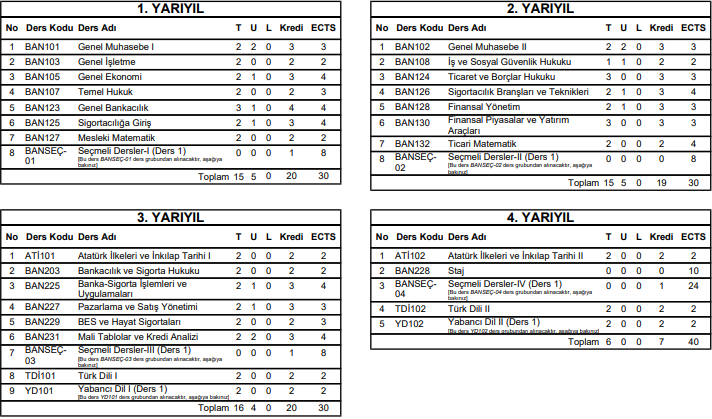 1. YARIYIL
No Ders Kodu Ders Adı T U L Kredi ECTS
1 BAN101 Genel Muhasebe I 2 2 0 3 3
2 BAN103 Genel İşletme 2 0 0 2 2
3 BAN105 Genel Ekonomi 2 1 0 3 4
4 BAN107 Temel Hukuk 2 0 0 2 3
5 BAN123 Genel Bankacılık 3 1 0 4 4
6 BAN125 Sigortacılığa Giriş 2 1 0 3 4
7 BAN127 Mesleki Matematik 2 0 0 2 2
8 BANSEÇ-01 Seçmeli Dersler-I (Ders 1) 0 0 0 1 8
[Bu ders BANSEÇ-01 ders grubundan alınacaktır, aşağıya bakınız]
Toplam 15 5 0 20 30
2. YARIYIL
No Ders Kodu Ders Adı T U L Kredi ECTS
1 BAN102 Genel Muhasebe II 2 2 0 3 3
2 BAN108 İş ve Sosyal Güvenlik Hukuku 1 1 0 2 2
3 BAN124 Ticaret ve Borçlar Hukuku 3 0 0 3 3
4 BAN126 Sigortacılık Branşları ve Teknikleri 2 1 0 3 4
5 BAN128 Finansal Yönetim 2 1 0 3 3
6 BAN130 Finansal Piyasalar ve Yatırım 3 0 0 3 3
Araçları
7 BAN132 Ticari Matematik 2 0 0 2 4
8 BANSEÇ-02 Seçmeli Dersler-II (Ders 1) 0 0 0 0 8
[Bu ders BANSEÇ-02 ders grubundan alınacaktır, aşağıya bakınız]
Toplam 15 5 0 19 30
3. YARIYIL
No Ders Kodu Ders Adı T U L Kredi ECTS
1 ATİ101 Atatürk İlkeleri ve İnkılap Tarihi I 2 0 0 2 2
2 BAN203 Bankacılık ve Sigorta Hukuku 2 0 0 2 2
3 BAN225 Banka-Sigorta İşlemleri ve 2 1 0 3 4
Uygulamaları
4 BAN227 Pazarlama ve Satış Yönetimi 2 1 0 3 3
5 BAN229 BES ve Hayat Sigortaları 2 0 0 2 3
6 BAN231 Mali Tablolar ve Kredi Analizi 2 2 0 3 4
7 BANSEÇ-03 Seçmeli Dersler-III (Ders 1) 0 0 0 1 8
[Bu ders BANSEÇ-03 ders grubundan alınacaktır, aşağıya bakınız]
8 TDİ101 Türk Dili I 2 0 0 2 2
9 YD101 Yabancı Dil I (Ders 1) 2 0 0 2 2
[Bu ders YD101 ders grubundan alınacaktır, aşağıya bakınız]
Toplam 16 4 0 20 30
4. YARIYIL
No Ders Kodu Ders Adı T U L Kredi ECTS
1 ATİ102 Atatürk İlkeleri ve İnkılap Tarihi II 2 0 0 2 2
2 BAN228 Staj 0 0 0 0 10
3 BANSEÇ-04 Seçmeli Dersler-IV (Ders 1) 0 0 0 1 24
[Bu ders BANSEÇ-04 ders grubundan alınacaktır, aşağıya bakınız]
4 TDİ102 Türk Dili II 2 0 0 2 2
5 YD102 Yabancı Dil II (Ders 1) 2 0 0 2 2
[Bu ders YD102 ders grubundan alınacaktır, aşağıya bakınız]
Toplam 6 0 0 7 40